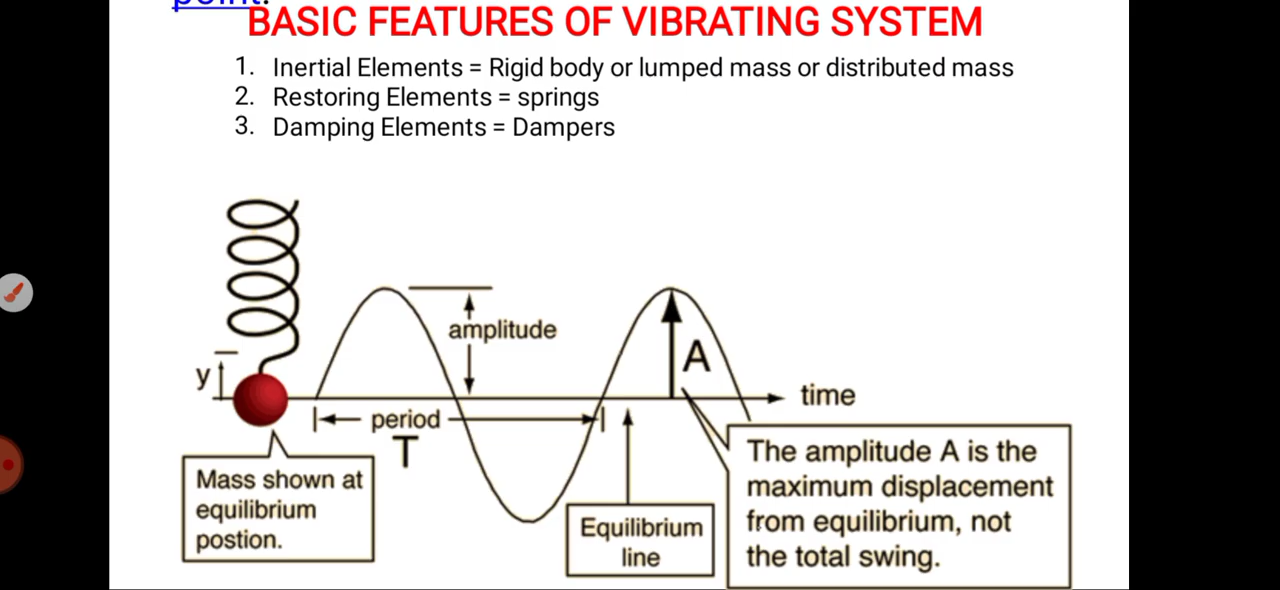 point.
BASIC FEATURES OF VIBRATING SYSTEM
1. Inertial Elements = Rigid body or lumped mass or distributed mass
2. Restoring Elements = springs
3. Damping Elements = Dampers
amplitude
A
y
time
period
T
Mass shown at
equilibrium
postion.
Equilibrium
line
The amplitude A is the
maximum displacement
from equilibrium, not
the total swing.